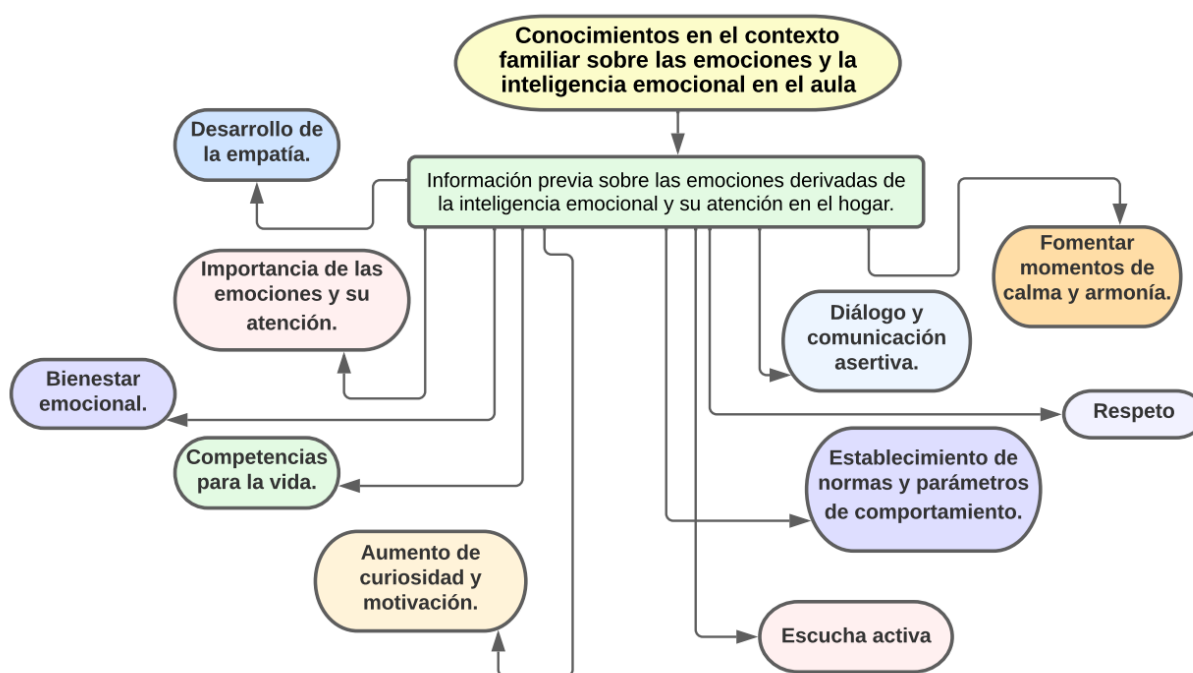 Conocimientos en el contexto
familiar sobre las emociones y la
inteligencia emocional en el aula
Desarrollo de
la empatía.
Información previa sobre las emociones derivadas de
la inteligencia emocional y su atención en el hogar.
Fomentar
momentos de
calma y armonía.
Importancia de las
emociones y su
atención.
Diálogo y
comunicación
asertiva.
Bienestar
emocional.
Respeto
Competencias
para la vida.
Establecimiento de
normas y parámetros
de comportamiento.
Aumento de
curiosidad y
motivación.
Escucha activa